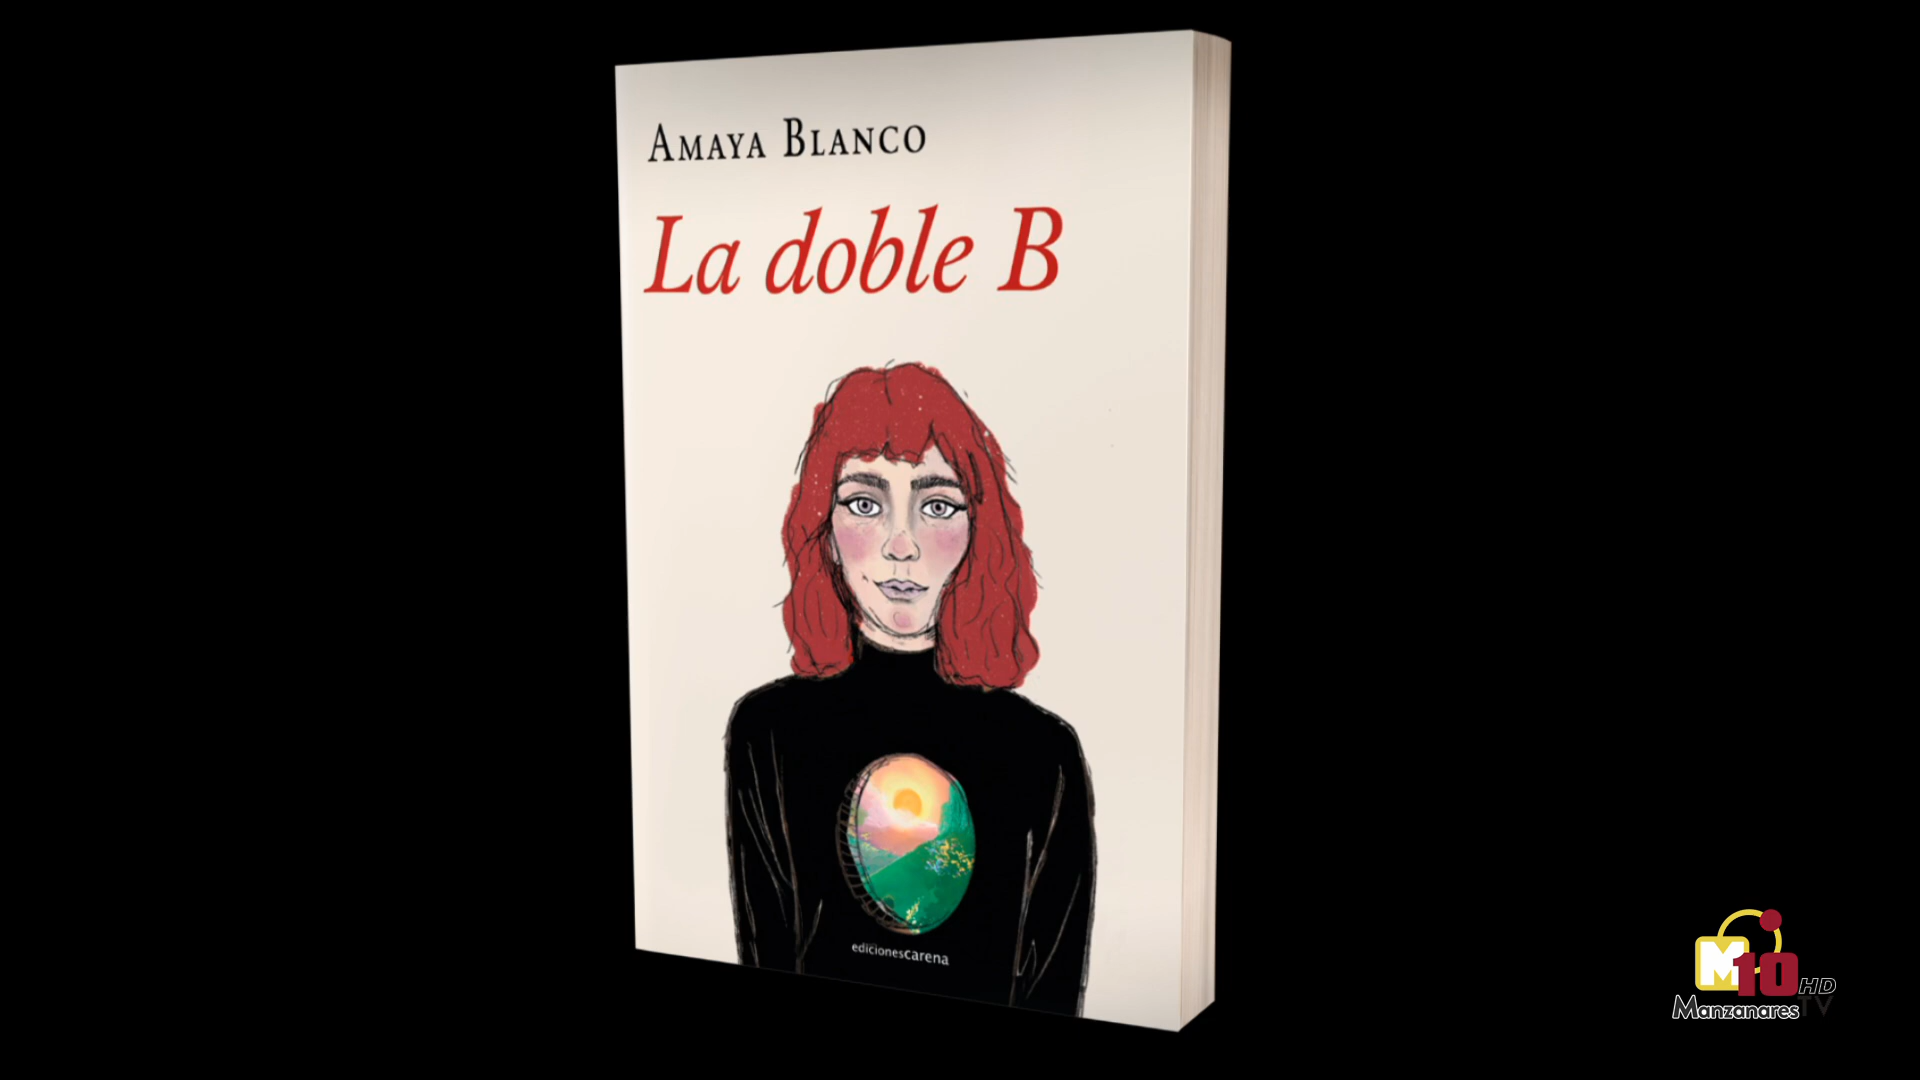 AMAYA BLANCO
La doble B
edicionescarena
M10 HD
Manzanares TV